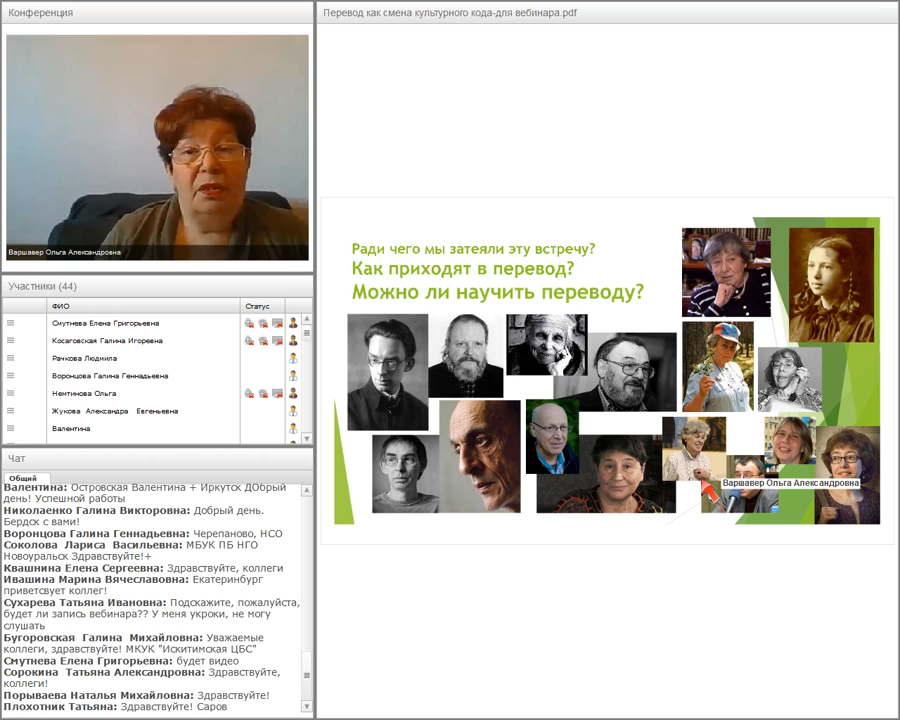 Конференция
Варшавер Ольга Александровна
Участники (44)
ФИО
Статус
Смутнева Елена Григорьевна
Косаговская Галина Игоревна
Рачкова Людмила
Воронцова Галина Геннадьевна
Немтинова Ольга
Жукова Александра Евгеньевна
Валентина
Чат
Общий
Валентина: Островская Валентина + Иркутск ДОбрый
день! Успешной работы
Николаенко Галина Викторовна: Добрый день.
Бердск с вами!
Воронцова Галина Геннадьевна: Черепаново, НСО
Соколова Лариса Васильевна: МБУК ПБ НГО
Новоуральск Здравствуйте!+
Квашнина Елена Сергеевна: Здравствуйте, коллеги
Ивашина Марина Вячеславовна: Екатеринбург
приветсвует коллег!
Сухарева Татьяна Ивановна: Подскажите, пожалуйста,
будет ли запись вебинара?? У меня укроки, не могу
слушать
Бугоровская Галина Михайловна: Уважаемые
коллеги, здравствуйте! МКУК "Искитимская ЦБС"
Смутнева Елена Григорьевна: будет видео
Сорокина Татьяна Александровна: Здравствуйте,
коллеги!
Порываева Наталья Михайловна: Здравствуйте!
Плохотник Татьяна: Здравствуйте! Саров
Перевод как смена культурного кода-для вебинара.pdf
Ради чего мы затеяли эту встречу?
Как приходят в перевод?
Можно ли научить переводу?
Варшавер Ольга Александровна